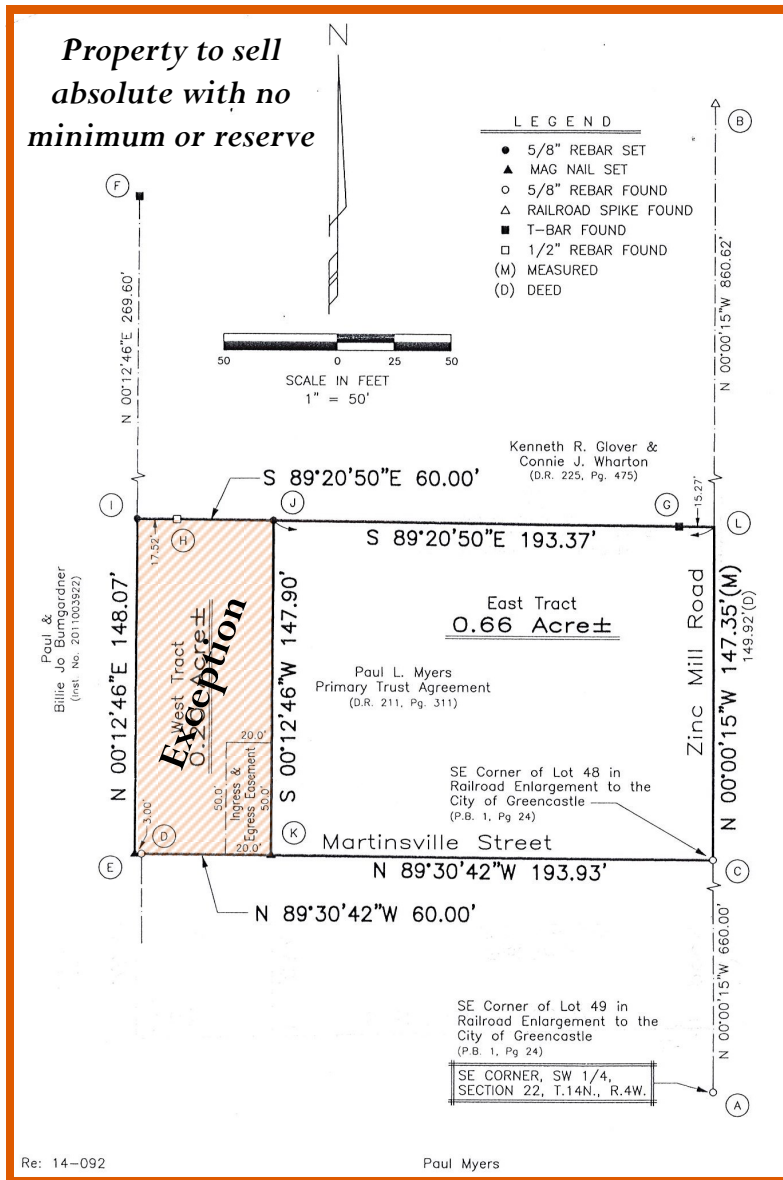 Property to sell
absolute with no
minimum or reserve
N
LEGEND
● 5/8" REBAR SET
▲ MAG NAIL SET
○ 5/8" REBAR FOUND
△ RAILROAD SPIKE FOUND
■ T-BAR FOUND
□ 1/2" REBAR FOUND
(M) MEASURED
(D) DEED
B
F
N 00°12'46"E 269.60'
N 00°00'15"W 860.62'
50 0 25 50
SCALE IN FEET
1" = 50'
Kenneth R. Glover &
Connie J. Wharton
(D.R. 225, Pg. 475)
S 89°20'50"E 60.00'
I
J
G
15.27'
L
H
17.52'
S 89°20'50"E 193.37'
Paul &
Billie Jo Bumgardner
(Inst. No. 2011003922)
N 00°12'46"E 148.07'
West Tract
Acre±
Exception
S 00°12'46"W 147.90'
East Tract
0.66 Acre±
Paul L. Myers
Primary Trust Agreement
(D.R. 211, Pg. 311)
Zinc Mill Road
N 00°00'15"W 147.35'(M)
149.92'(D)
20.0'
50.0'
Ingress &
Egress Easement
50.0'
20.0'
3.00'
D
E
K
SE Corner of Lot 48 in
Railroad Enlargement to the
City of Greencastle
(P.B. 1, Pg 24)
Martinsville Street
C
N 89°30'42"W 193.93'
N 89°30'42"W 60.00'
N 00°00'15"W 660.00'
SE Corner of Lot 49 in
Railroad Enlargement to the
City of Greencastle
(P.B. 1, Pg 24)
SE CORNER, SW 1/4,
SECTION 22, T.14N., R.4W.
A
Re: 14-092
Paul Myers